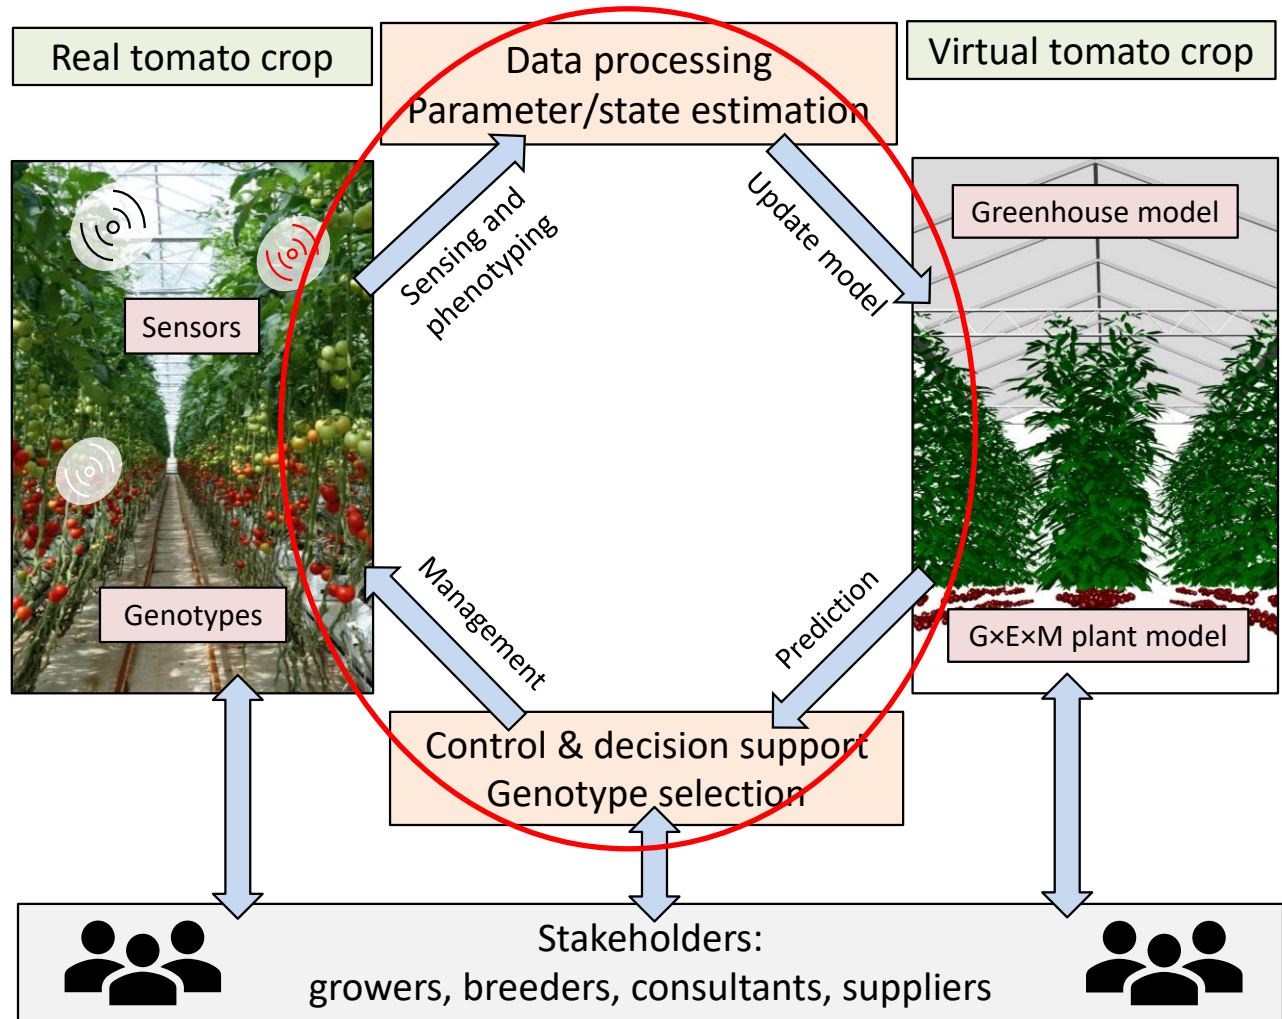 Real tomato crop
Data processing
Parameter/state estimation
Virtual tomato crop
Sensing and
phenotyping
Update model
Greenhouse model
Sensors
Genotypes
Management
Prediction
G×E×M plant model
Control & decision support
Genotype selection
Stakeholders:
growers, breeders, consultants, suppliers